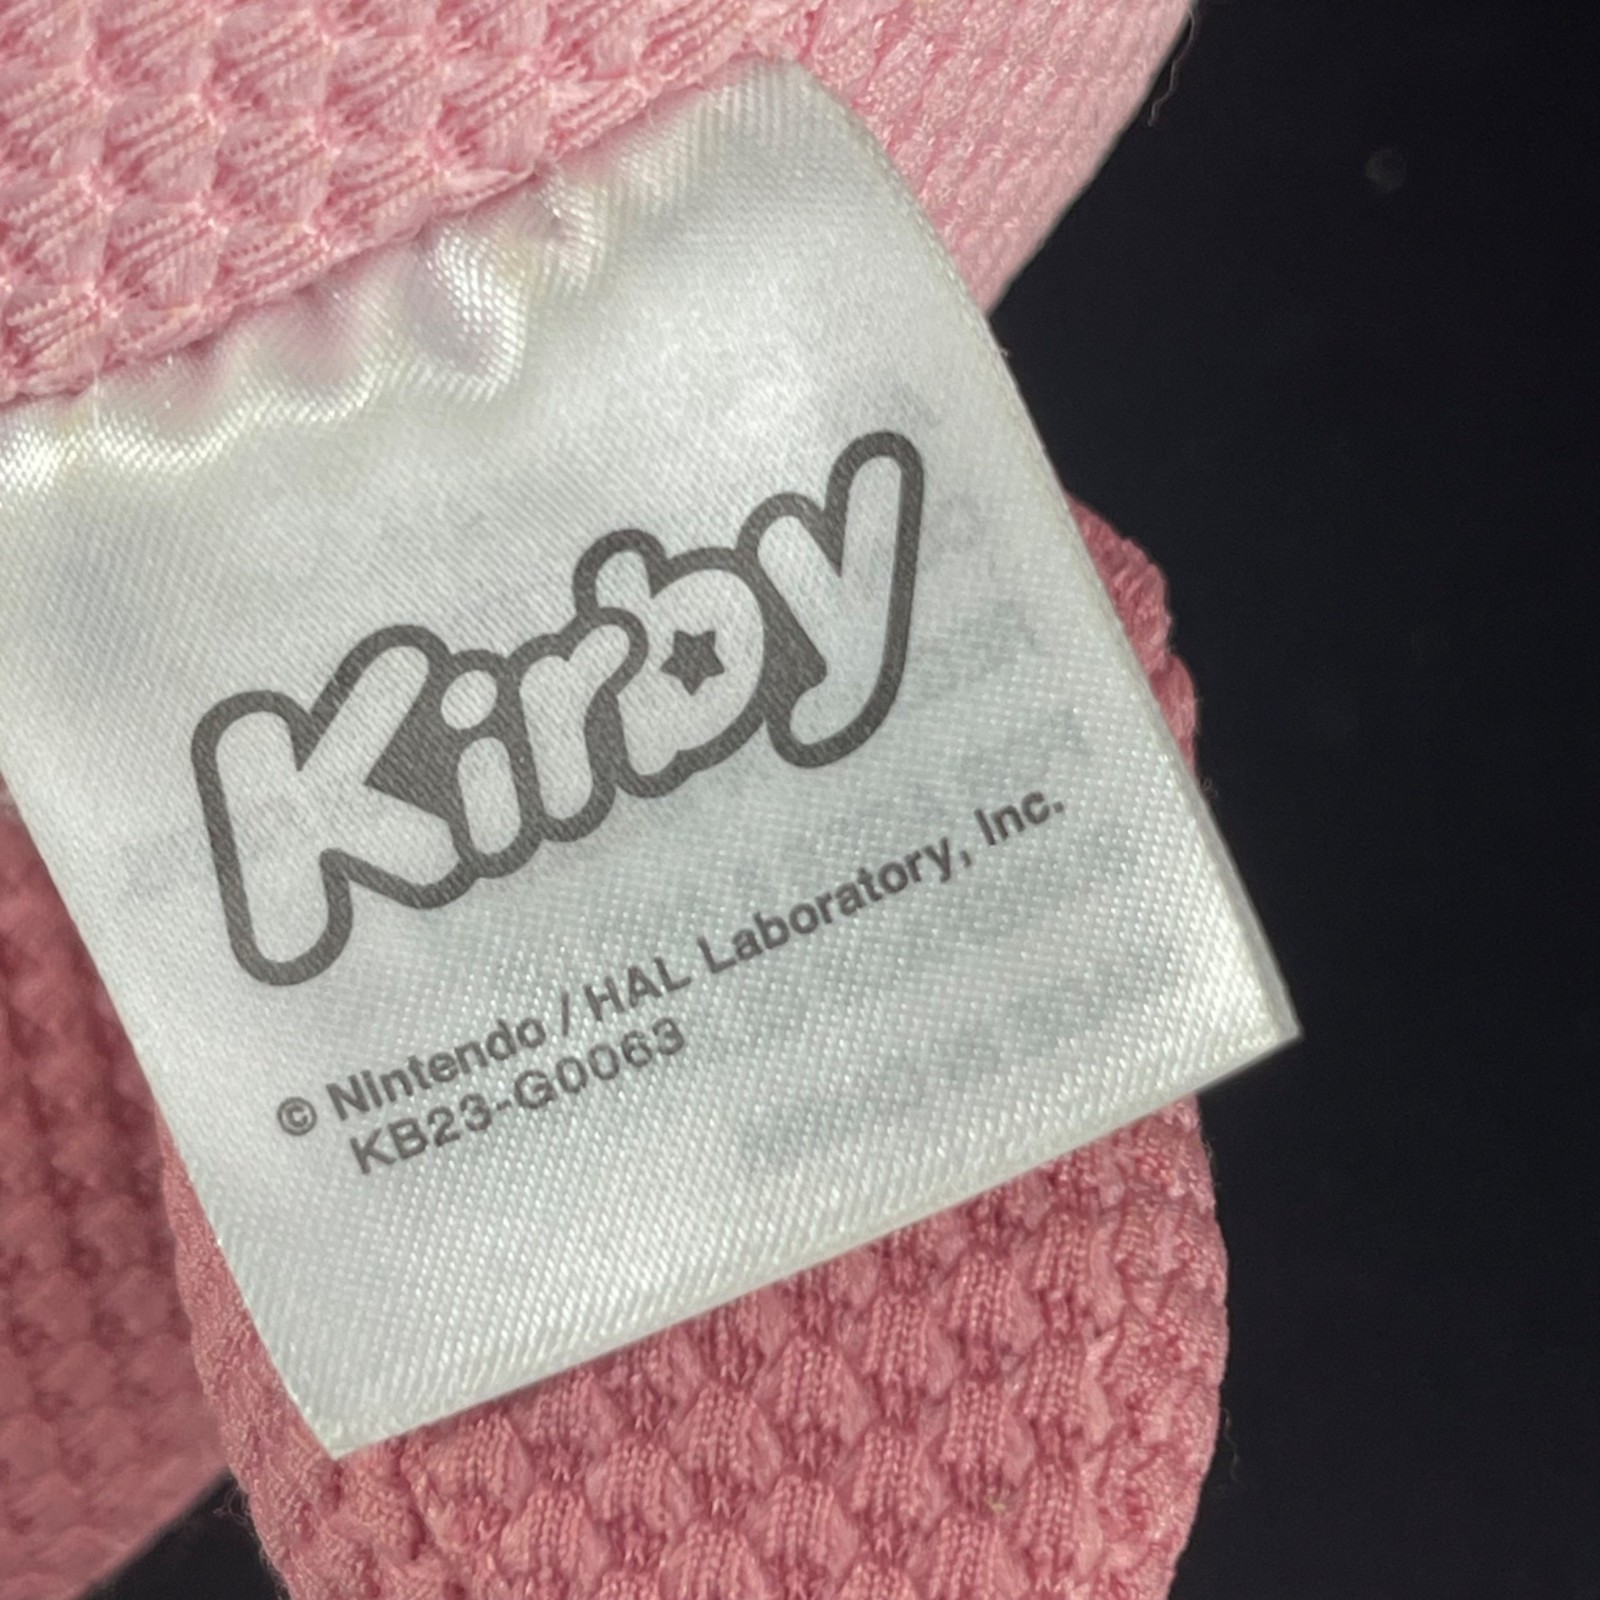 Kirby
© Nintendo / HAL Laboratory, Inc.
KB23-G0063